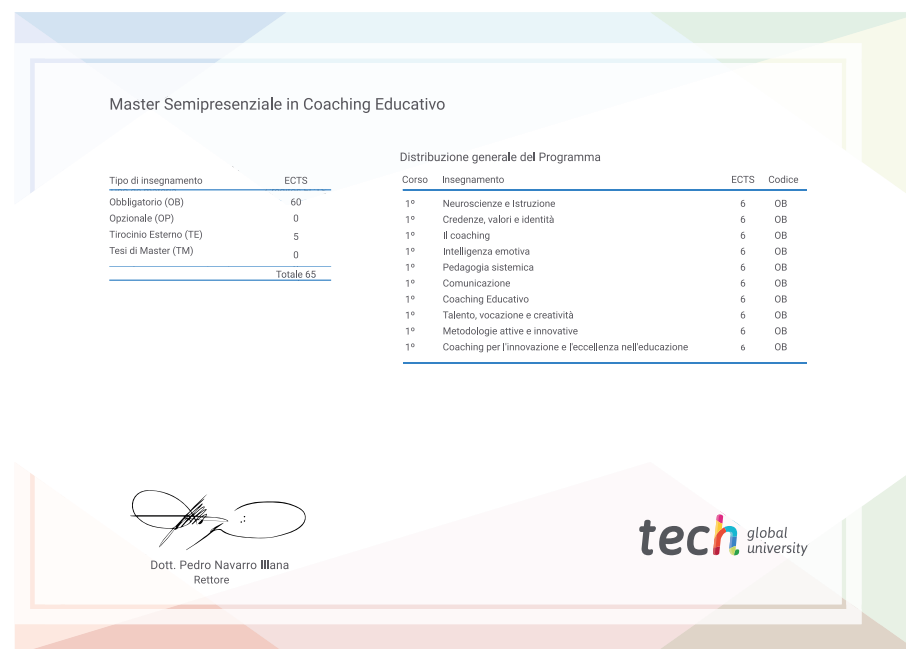 Master Semipresenziale in Coaching Educativo
Tipo di insegnamento ECTS
Obbligatorio (OB) 60
Opzionale (OP) 0
Tirocinio Esterno (TE) 5
Tesi di Master (TM) 0
Totale 65
Distribuzione generale del Programma
Corso Insegnamento ECTS Codice
1º Neuroscienze e Istruzione 6 OB
1º Credenze, valori e identità 6 OB
1º Il coaching 6 OB
1º Intelligenza emotiva 6 OB
1º Pedagogia sistemica 6 OB
1º Comunicazione 6 OB
1º Coaching Educativo 6 OB
1º Talento, vocazione e creatività 6 OB
1º Metodologie attive e innovative 6 OB
1º Coaching per l'innovazione e l'eccellenza nell'educazione 6 OB
Dott. Pedro Navarro Illana
Rettore
tech global university